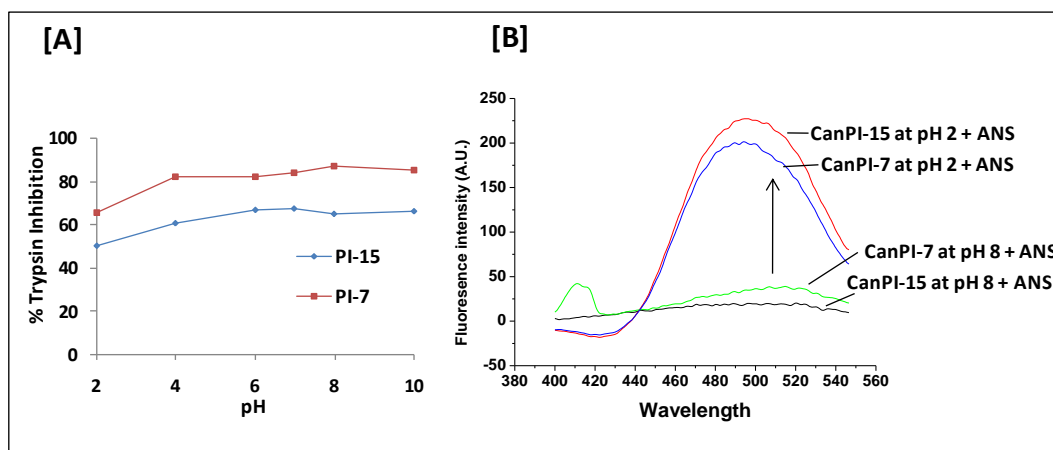 [A]
% Trypsin Inhibition
100
80
60
40
20
0
2 4 6 8 10
pH
PI-15
PI-7
[B]
Fluoresence intensity (A.U.)
250
200
150
100
50
0
-50
380 400 420 440 460 480 500 520 540 560
Wavelength
CanPI-15 at pH 2 + ANS
CanPI-7 at pH 2 + ANS
CanPI-7 at pH 8 + ANS
CanPI-15 at pH 8 + ANS